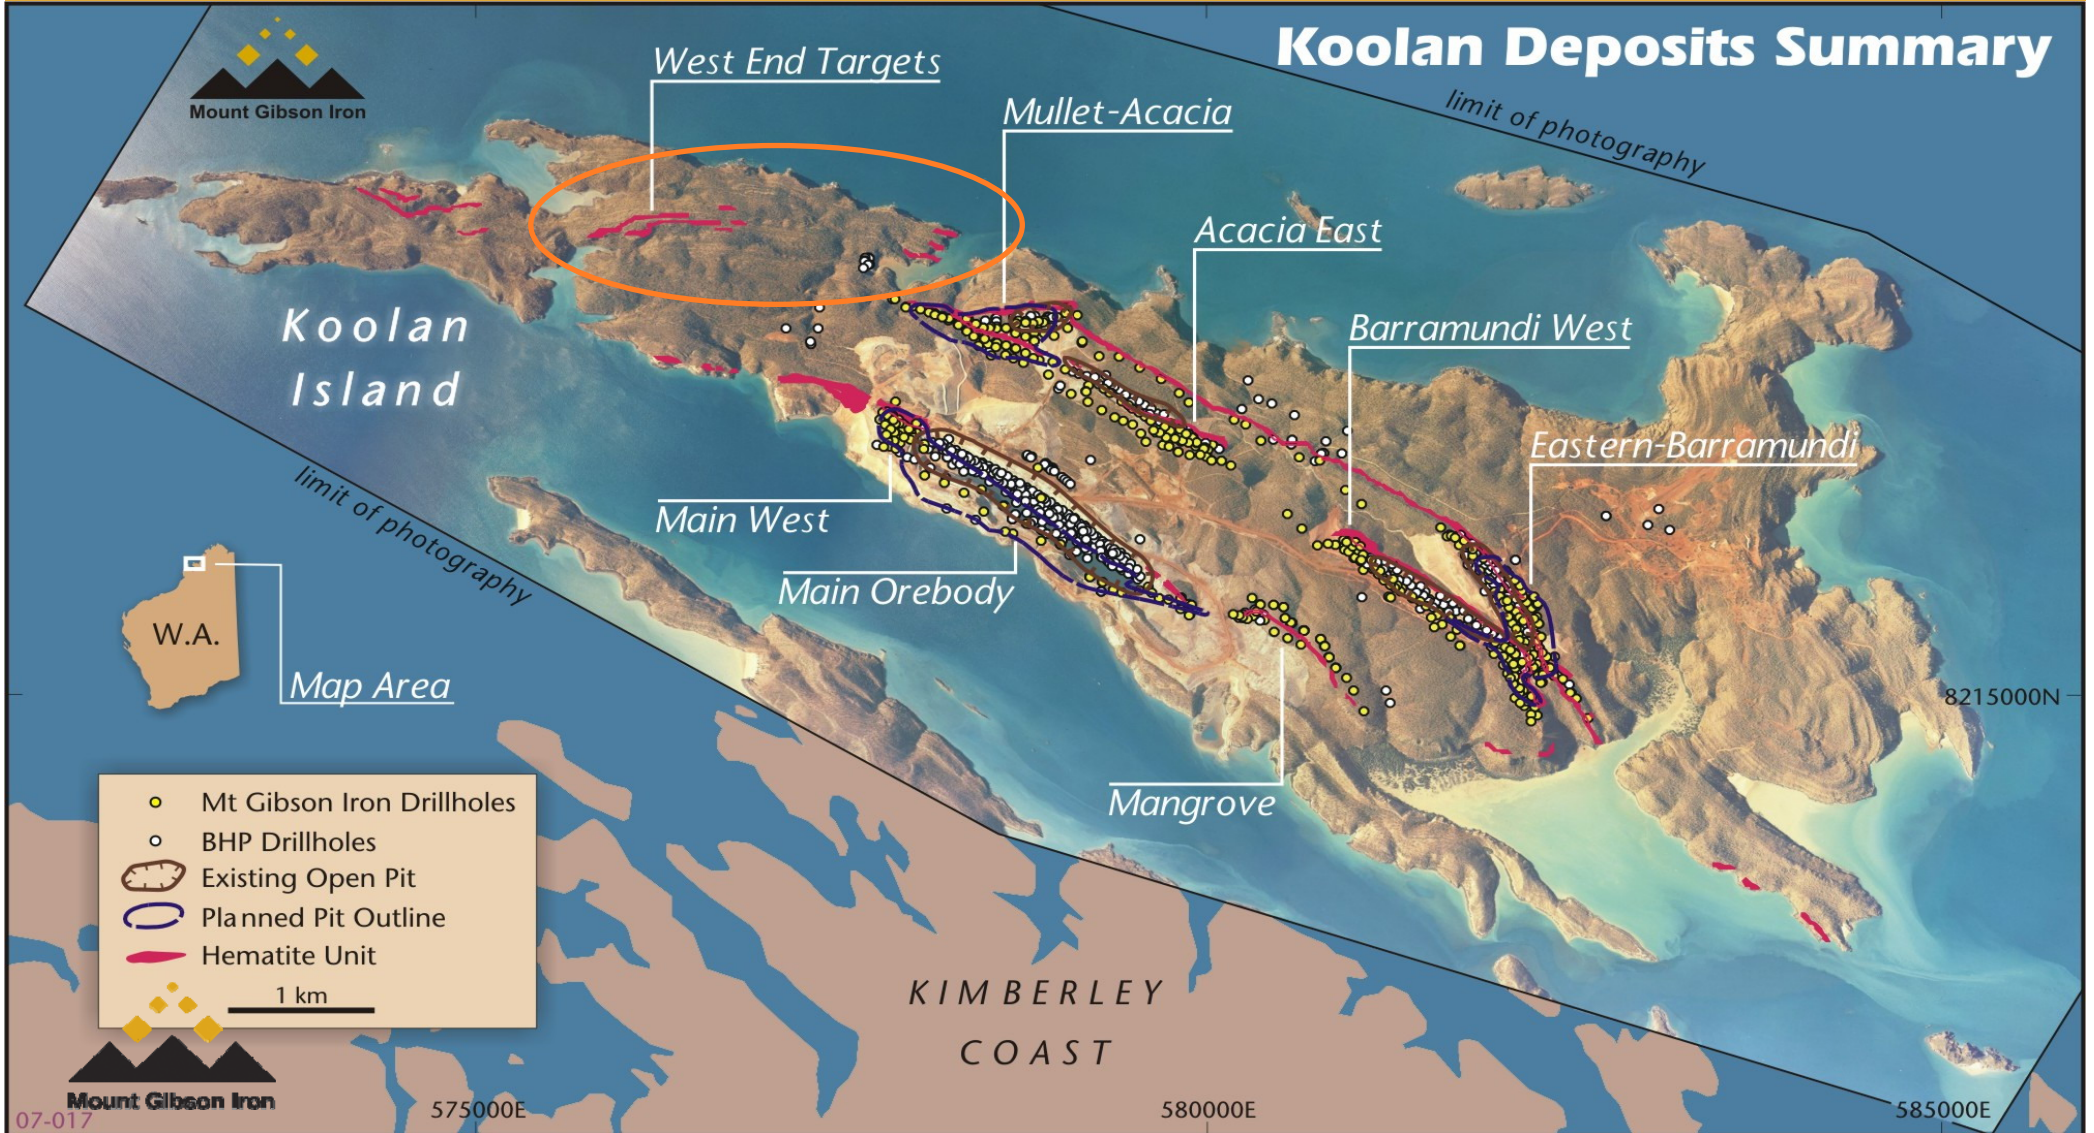 Koolan Deposits Summary
Mount Gibson Iron
West End Targets
Mullet-Acacia
limit of photography
Acacia East
Koolan
Island
Barramundi West
Eastern-Barramundi
limit of photography
Main West
Main Orebody
W.A.
Map Area
8215000N
Mangrove
Mt Gibson Iron Drillholes
BHP Drillholes
Existing Open Pit
Planned Pit Outline
Hematite Unit
1 km
KIMBERLEY
COAST
Mount Gibson Iron
07-017
575000E
580000E
585000E